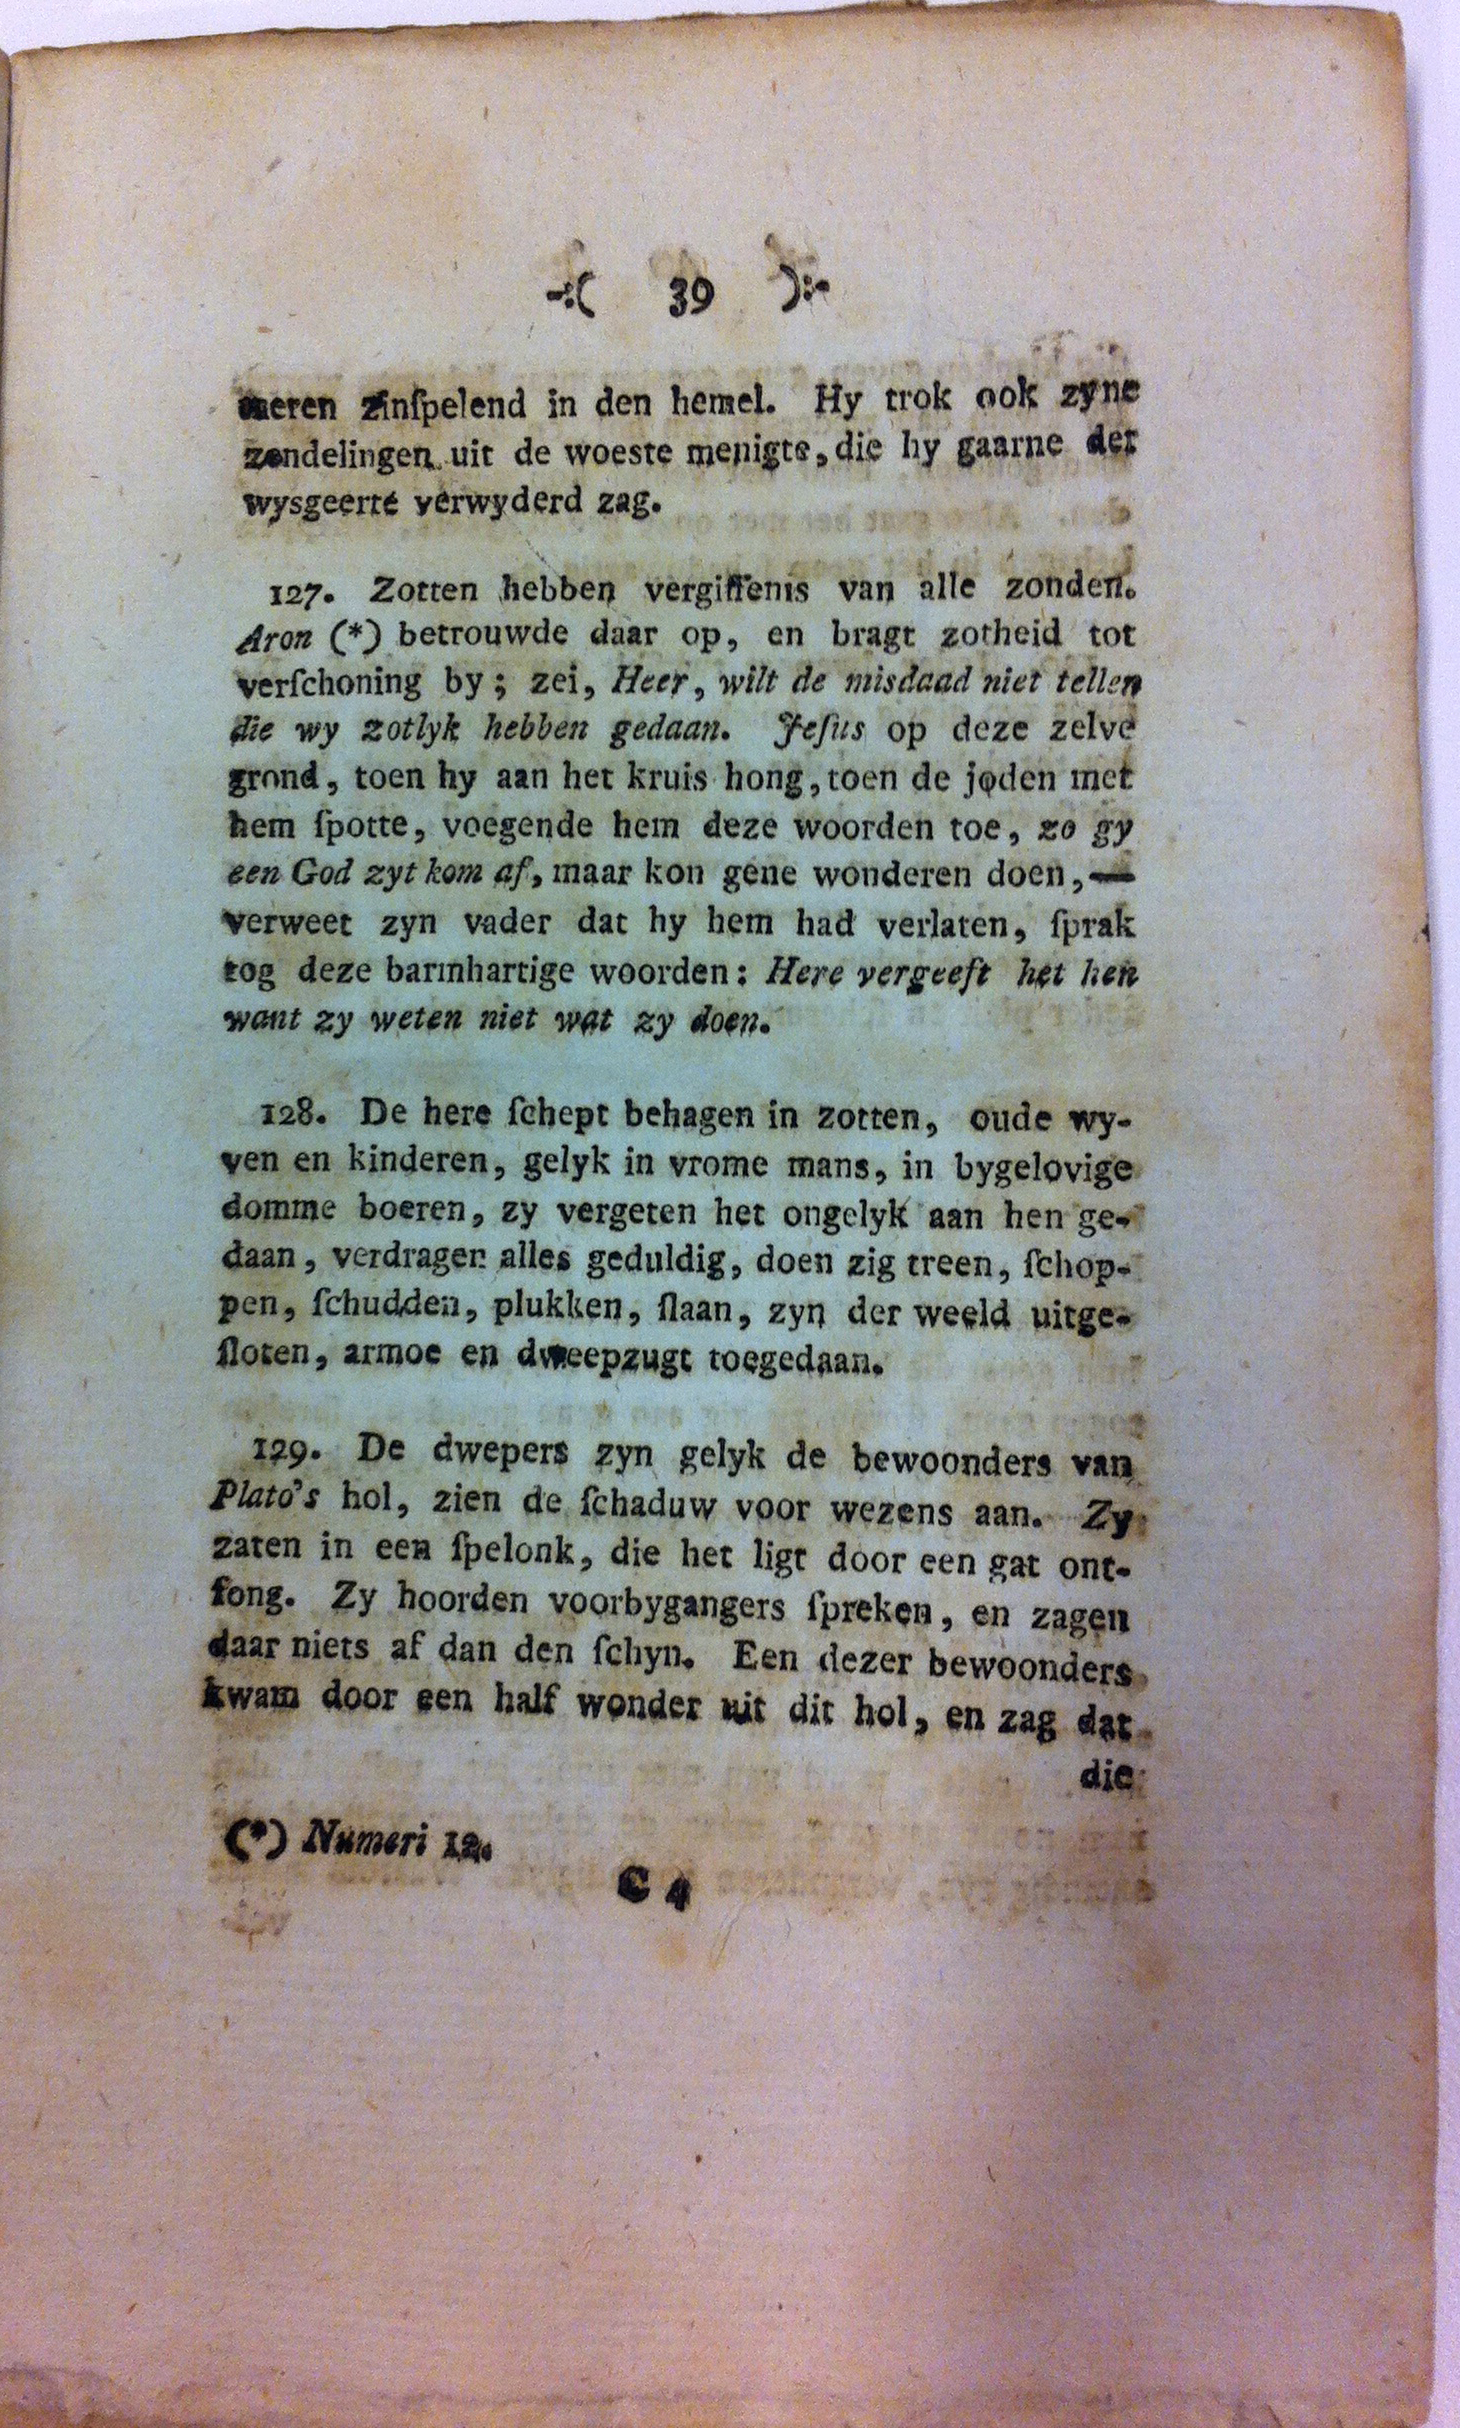 -:( 39 ):-
meren zinſpelend in den hemel. Hy trok ook zyne
zendelingen uit de woeste menigte, die hy gaarne der
wysgeerte verwyderd zag.
127. Zotten hebben vergiffenis van alle zonden.
Aron (*) betrouwde daar op, en bragt zotheid tot
verſchoning by; zei, Heer, wilt de misdaad niet tellen
die wy zotlyk hebben gedaan. Jeſus op deze zelve
grond, toen hy aan het kruis hong, toen de joden met
hem ſpotte, voegende hem deze woorden toe, zo gy
een God zyt kom af, maar kon gene wonderen doen, —
verweet zyn vader dat hy hem had verlaten, ſprak
tog deze barmhartige woorden: Here vergeeft het hen
want zy weten niet wat zy doen.
128. De here ſchept behagen in zotten, oude wy-
ven en kinderen, gelyk in vrome mans, in bygelovige
domme boeren, zy vergeten het ongelyk aan hen ge-
daan, verdragen alles geduldig, doen zig treen, ſchop-
pen, ſchudden, plukken, ſlaan, zyn der weeld uitge-
ſloten, armoe en dweepzugt toegedaan.
129. De dwepers zyn gelyk de bewoonders van
Plato's hol, zien de ſchaduw voor wezens aan. Zy
zaten in een ſpelonk, die het ligt door een gat ont-
fong. Zy hoorden voorbygangers ſpreken, en zagen
daar niets af dan den ſchyn. Een dezer bewoonders
kwam door een half wonder uit dit hol, en zag dat
die
(*) Numeri 12.
C 4